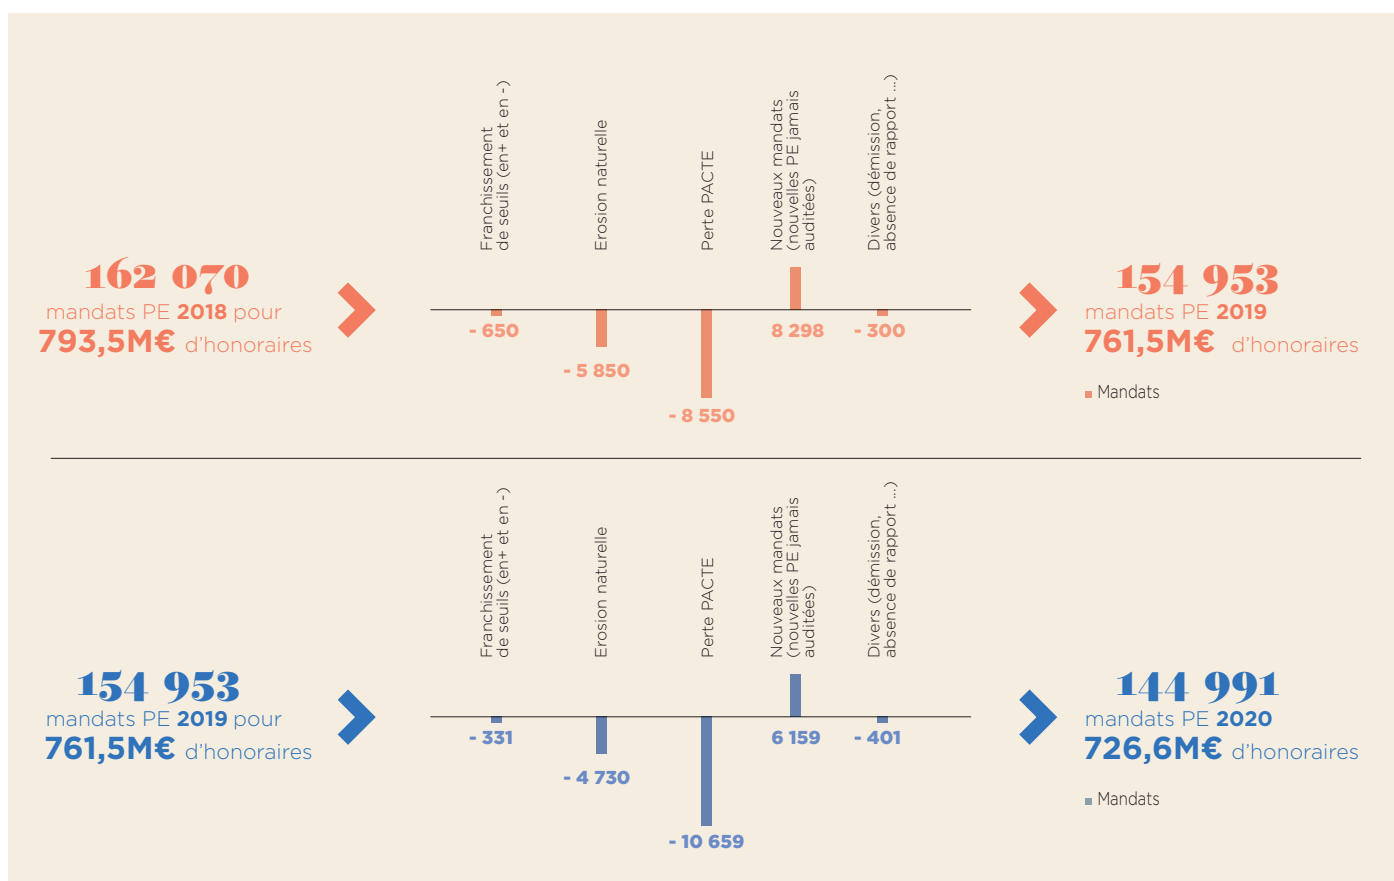 Franchissement
de seuils (en+ et en -)
Erosion naturelle
Perte PACTE
Nouveaux mandats
(nouvelles PE jamais
auditées)
Divers (démission,
absence de rapport ...)
162 070
mandats PE 2018 pour
793,5M€ d’honoraires
- 650
- 5 850
- 8 550
8 298
- 300
154 953
mandats PE 2019
761,5M€ d’honoraires
Mandats
Franchissement
de seuils (en+ et en -)
Erosion naturelle
Perte PACTE
Nouveaux mandats
(nouvelles PE jamais
auditées)
Divers (démission,
absence de rapport ...)
154 953
mandats PE 2019 pour
761,5M€ d’honoraires
- 331
- 4 730
- 10 659
6 159
- 401
144 991
mandats PE 2020
726,6M€ d’honoraires
Mandats